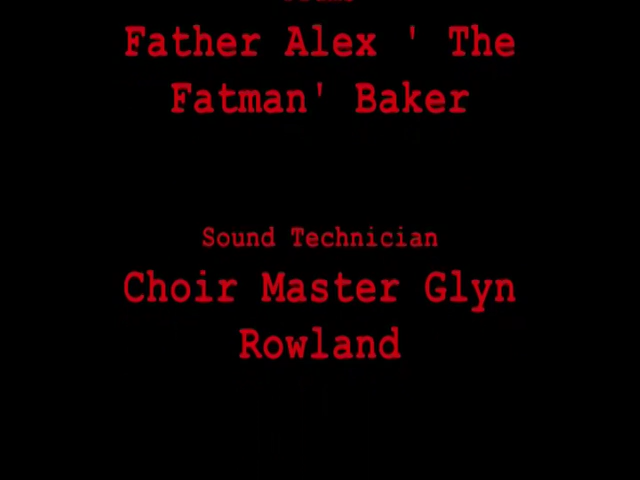 Father Alex ' The
Fatman' Baker
Sound Technician
Choir Master Glyn
Rowland